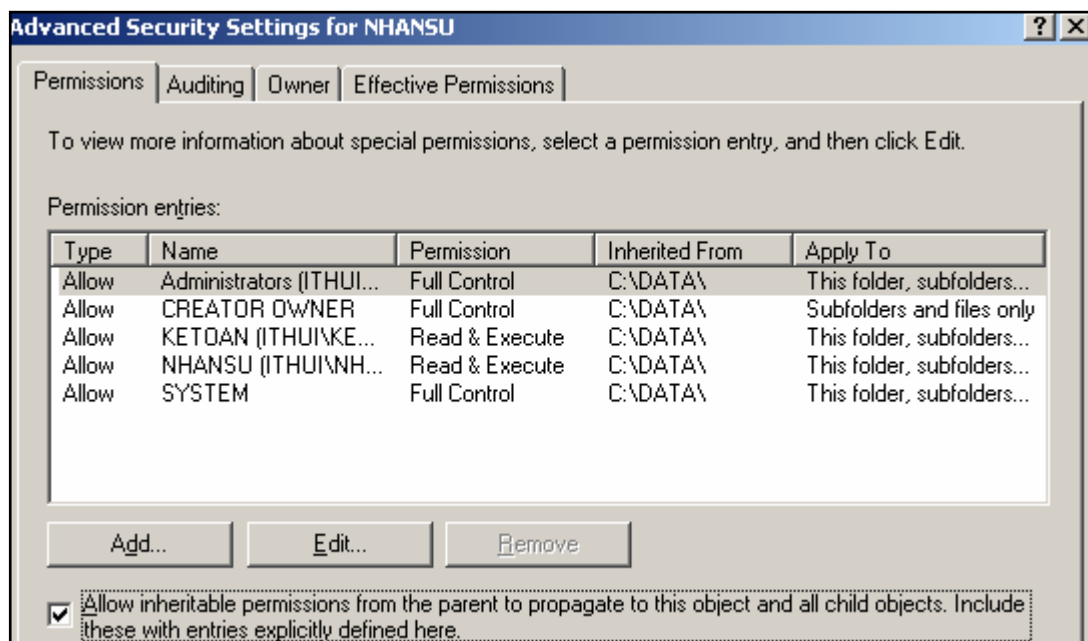 Advanced Security Settings for NHANSU
Permissions Auditing Owner Effective Permissions
To view more information about special permissions, select a permission entry, and then click Edit.
Permission entries:
Type Name Permission Inherited From Apply To
Allow Administrators (ITHUI... Full Control C:\DATA\ This folder, subfolders...
Allow CREATOR OWNER Full Control C:\DATA\ Subfolders and files only
Allow KETOAN (ITHUI\KE... Read & Execute C:\DATA\ This folder, subfolders...
Allow NHANSU (ITHUI\NH... Read & Execute C:\DATA\ This folder, subfolders...
Allow SYSTEM Full Control C:\DATA\ This folder, subfolders...
Add... Edit... Remove
Allow inheritable permissions from the parent to propagate to this object and all child objects. Include
these with entries explicitly defined here.